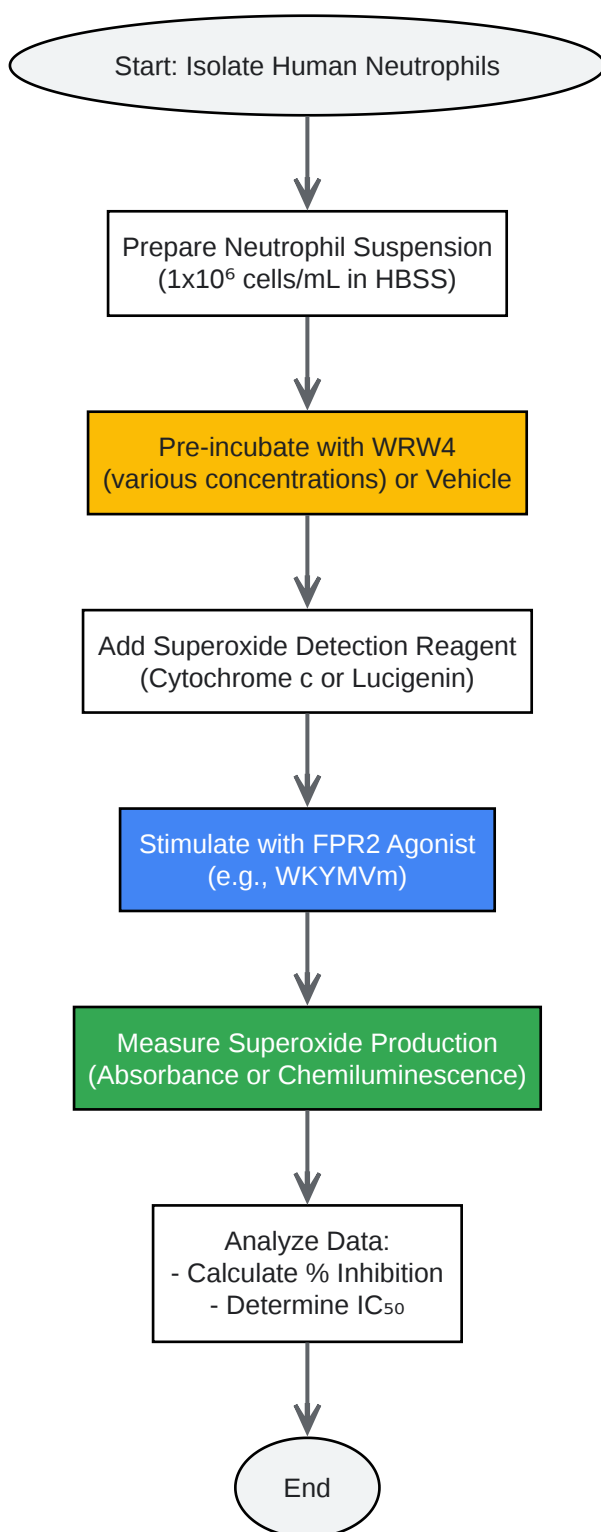 Start: Isolate Human Neutrophils
Prepare Neutrophil Suspension
(1x10⁶ cells/mL in HBSS)
Pre-incubate with WRW4
(various concentrations) or Vehicle
Add Superoxide Detection Reagent
(Cytochrome c or Lucigenin)
Stimulate with FPR2 Agonist
(e.g., WKYMVm)
Measure Superoxide Production
(Absorbance or Chemiluminescence)
Analyze Data:
- Calculate % Inhibition
- Determine IC₅₀
End